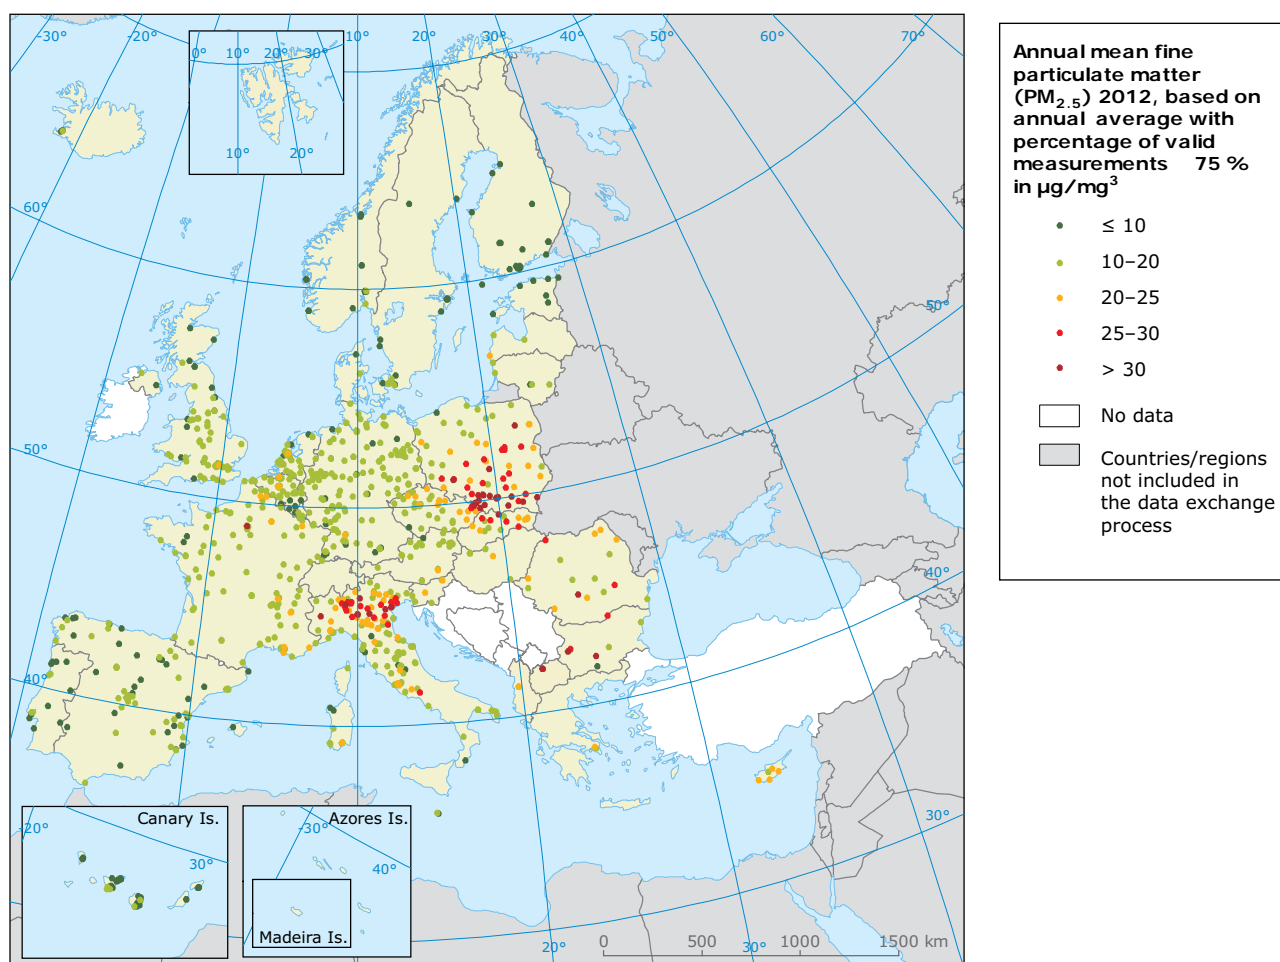 -30°
-20°
10°
20°
30°
40°
50°
60°
70°
0°
10°
20°
30°
10°
20°
60°
50°
50°
40°
40°
Canary Is.
-20°
30°
Azores Is.
-30°
40°
Madeira Is.
30°
20°
30°
0
500
1000
1500 km
Annual mean fine
particulate matter
(PM2.5) 2012, based on
annual average with
percentage of valid
measurements 75 %
in µg/mg³
≤ 10
10–20
20–25
25–30
> 30
No data
Countries/regions
not included in
the data exchange
process